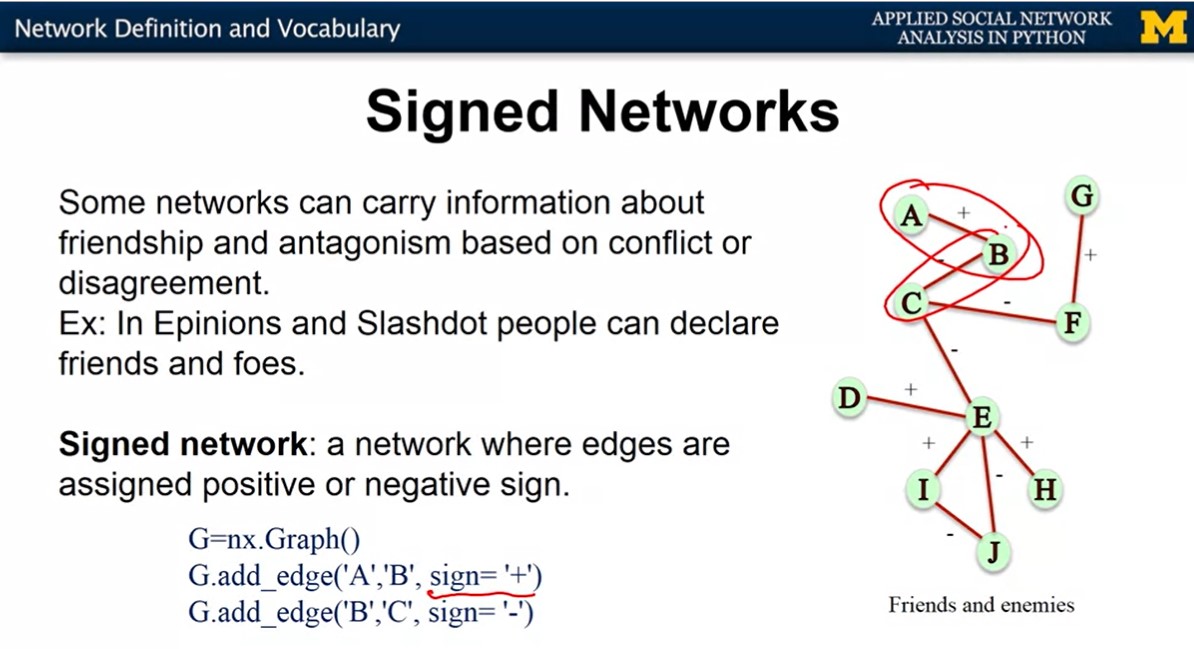 Network Definition and Vocabulary
APPLIED SOCIAL NETWORK
ANALYSIS IN PYTHON
M
Signed Networks
Some networks can carry information about
friendship and antagonism based on conflict or
disagreement.
Ex: In Epinions and Slashdot people can declare
friends and foes.
Signed network: a network where edges are
assigned positive or negative sign.
G=nx.Graph()
G.add_edge('A','B', sign= '+')
G.add_edge('B','C', sign= '-')
G
A +
B
- +
C -
F
-
D +
E
+ +
-
I H
-
J
Friends and enemies